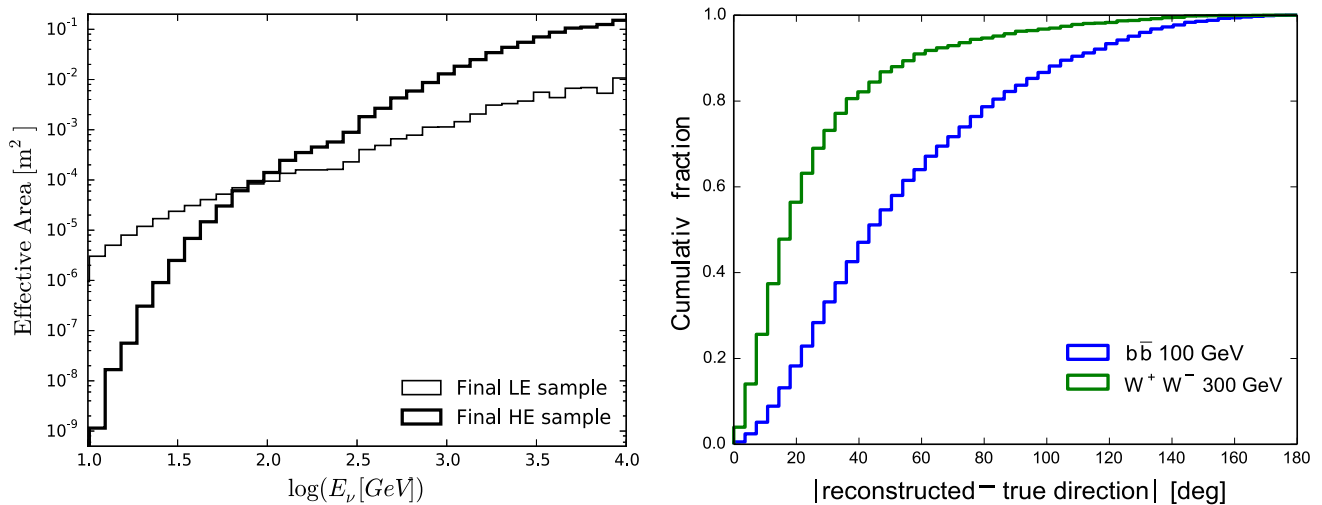 Effective Area [m²]
10⁻¹
10⁻²
10⁻³
10⁻⁴
10⁻⁵
10⁻⁶
10⁻⁷
10⁻⁸
10⁻⁹
Final LE sample
Final HE sample
1.0 1.5 2.0 2.5 3.0 3.5 4.0
log(E_ν[GeV])
Cumulativ fraction
1.0
0.8
0.6
0.4
0.2
0.0
bb̄ 100 GeV
W⁺ W⁻ 300 GeV
0 20 40 60 80 100 120 140 160 180
|reconstructed− true direction| [deg]